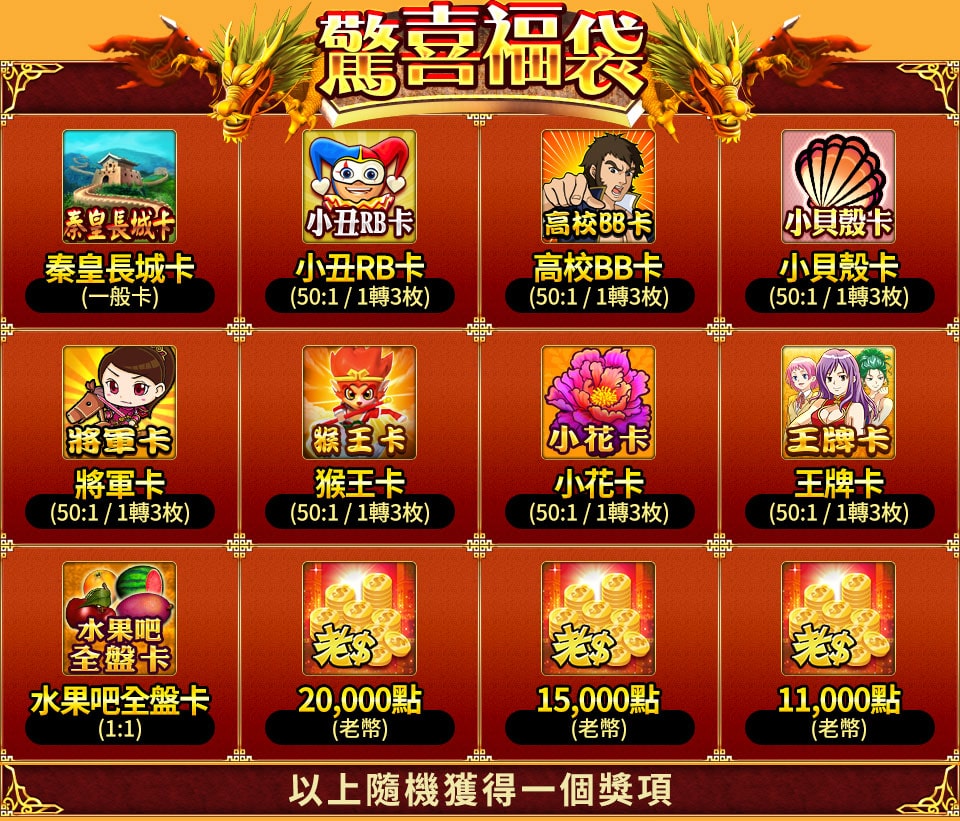 驚喜福袋
秦皇長城卡
秦皇長城卡
(一般卡)
小丑RB卡
小丑RB卡
(50:1 / 1轉3枚)
高校BB卡
高校BB卡
(50:1 / 1轉3枚)
小貝殼卡
小貝殼卡
(50:1 / 1轉3枚)
將軍卡
將軍卡
(50:1 / 1轉3枚)
猴王卡
猴王卡
(50:1 / 1轉3枚)
小花卡
小花卡
(50:1 / 1轉3枚)
王牌卡
王牌卡
(50:1 / 1轉3枚)
水果吧
全盤卡
水果吧全盤卡
(1:1)
老$
20,000點
(老幣)
老$
15,000點
(老幣)
老$
11,000點
(老幣)
以上隨機獲得一個獎項